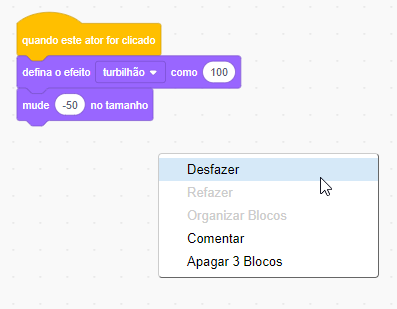 quando este ator for clicado
defina o efeito turbilhão como 100
mude -50 no tamanho
Desfazer
Refazer
Organizar Blocos
Comentar
Apagar 3 Blocos